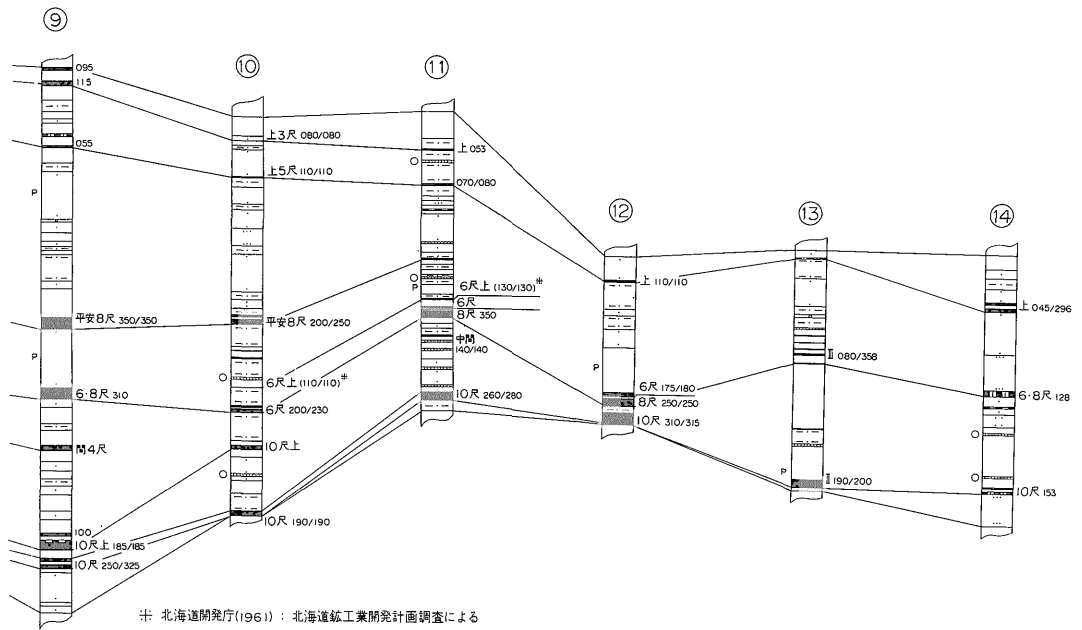 ⑨
095
115
055
P
平安8尺 350/350
P
6・8尺 310
間4尺
100
10尺上 185/185
10尺 250/325
⑩
上3尺 080/080
上5尺 110/110
平安8尺 200/250
6尺上 (110/110)※
6尺 200/230
10尺上
10尺 190/190
⑪
上 053
070/080
P
6尺上 (130/130)※
6尺
8尺 350
中間
140/140
10尺 260/280
⑫
上 110/110
P
6尺 175/180
8尺 250/250
10尺 310/315
⑬
Ⅱ 080/358
P
Ⅱ 190/200
⑭
上 045/296
6・8尺 128
10尺 153
※ 北海道開発庁(1961) : 北海道鉱工業開発計画調査による